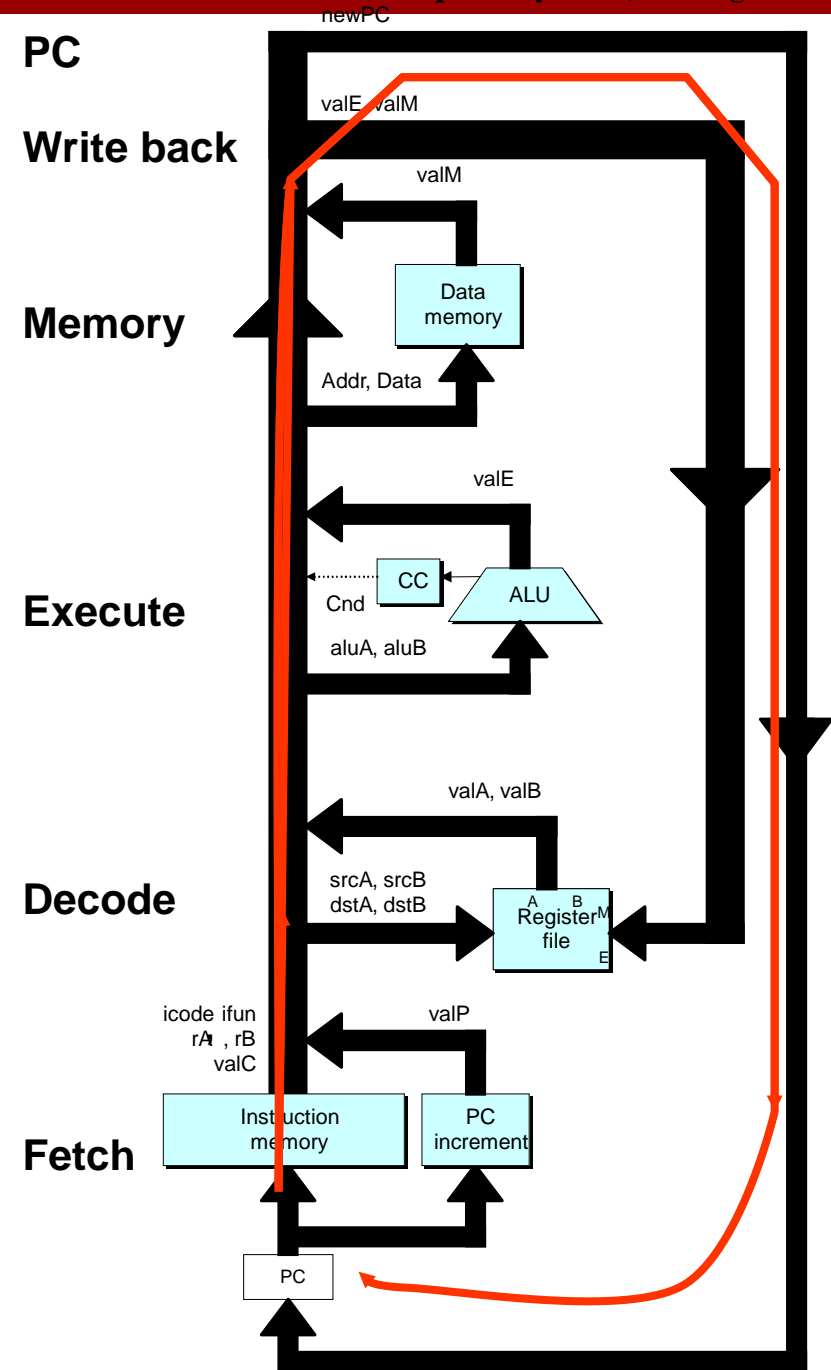 newPC
PC
valE, valM
Write back
valM
Data
memory
Memory
Addr, Data
valE
CC
ALU
Cnd
Execute
aluA, aluB
valA, valB
srcA, srcB
dstA, dstB
Decode
A B
Register M
file
E
icode ifun
rA , rB
valC
valP
Instruction
memory
PC
increment
Fetch
PC